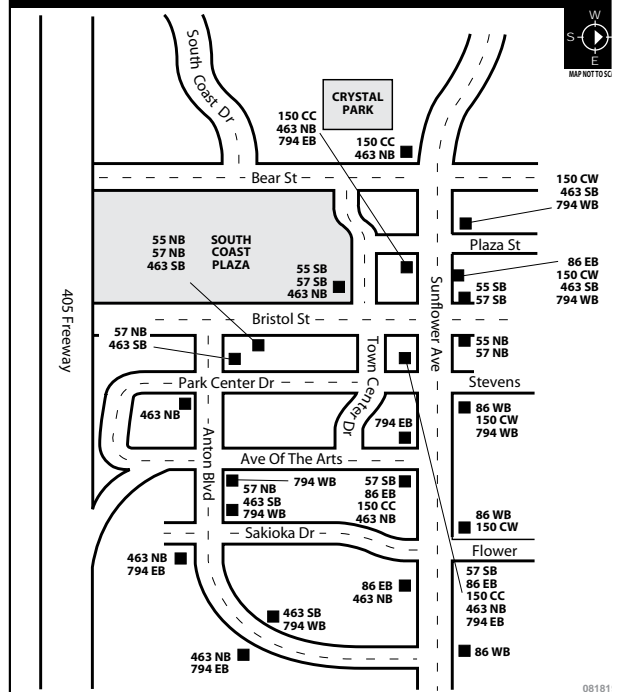 W
S
E
MAP NOT TO SC
South Coast Dr
CRYSTAL
PARK
150 CC
463 NB
794 EB
150 CC
463 NB
Bear St
150 CW
463 SB
794 WB
Plaza St
55 NB
57 NB
463 SB
SOUTH
COAST
PLAZA
55 SB
57 SB
463 NB
86 EB
150 CW
463 SB
794 WB
55 SB
57 SB
405 Freeway
Sunflower Ave
Bristol St
57 NB
463 SB
55 NB
57 NB
Town Center Dr
Park Center Dr
Stevens
463 NB
86 WB
150 CW
794 WB
794 EB
Anton Blvd
Ave Of The Arts
794 WB
57 NB
463 SB
794 WB
57 SB
86 EB
150 CC
463 NB
86 WB
150 CW
Sakioka Dr
Flower
463 NB
794 EB
86 EB
463 NB
57 SB
86 EB
150 CC
463 NB
794 EB
463 SB
794 WB
463 NB
794 EB
86 WB
08181